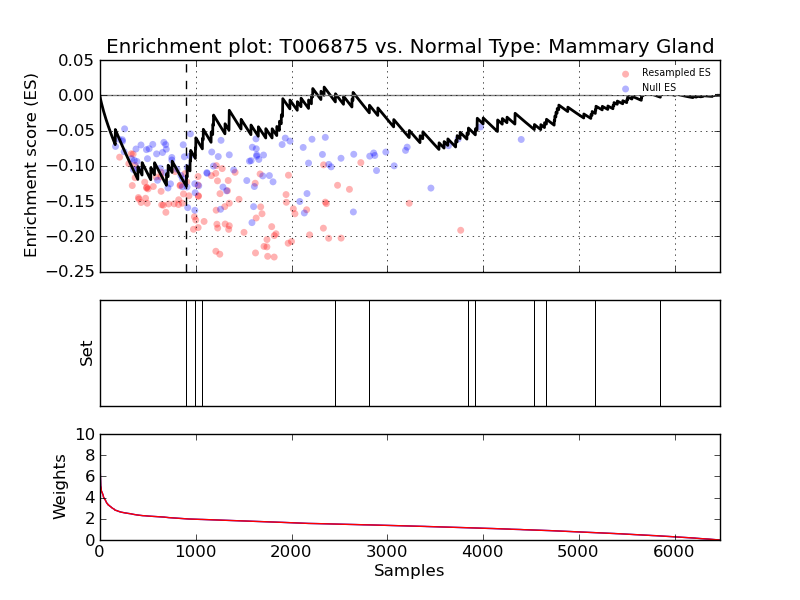 Enrichment plot: T006875 vs. Normal Type: Mammary Gland
Enrichment score (ES)
0.05
0.00
−0.05
−0.10
−0.15
−0.20
−0.25
Resampled ES
Null ES
Set
Weights
10
8
6
4
2
0
0 1000 2000 3000 4000 5000 6000
Samples